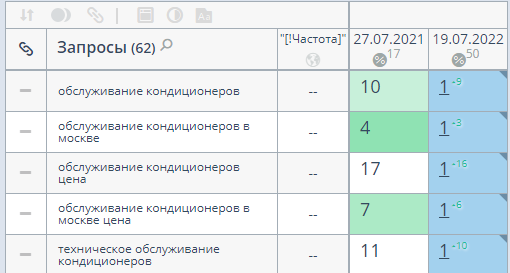 Запросы (62) "[!Частота]" 27.07.2021 19.07.2022
% 17 % 50
обслуживание кондиционеров -- 10 1 +9
обслуживание кондиционеров в
москве -- 4 1 +3
обслуживание кондиционеров
цена -- 17 1 +16
обслуживание кондиционеров в
москве цена -- 7 1 +6
техническое обслуживание
кондиционеров -- 11 1 +10